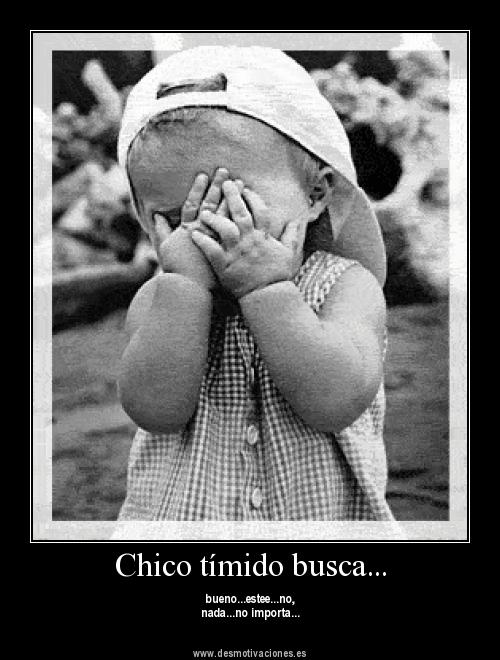 Chico tímido busca...
bueno...estee...no,
nada...no importa...
www.desmotivaciones.es